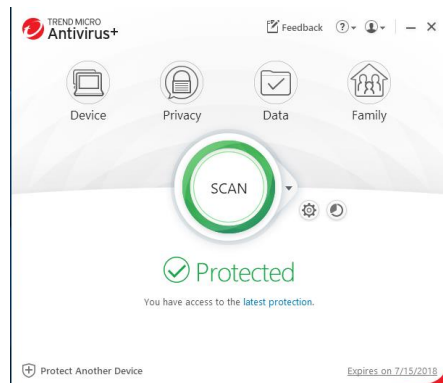 TREND MICRO
Antivirus+
Feedback
?
Device
Privacy
Data
Family
SCAN
Protected
You have access to the latest protection.
Protect Another Device
Expires on 7/15/2018